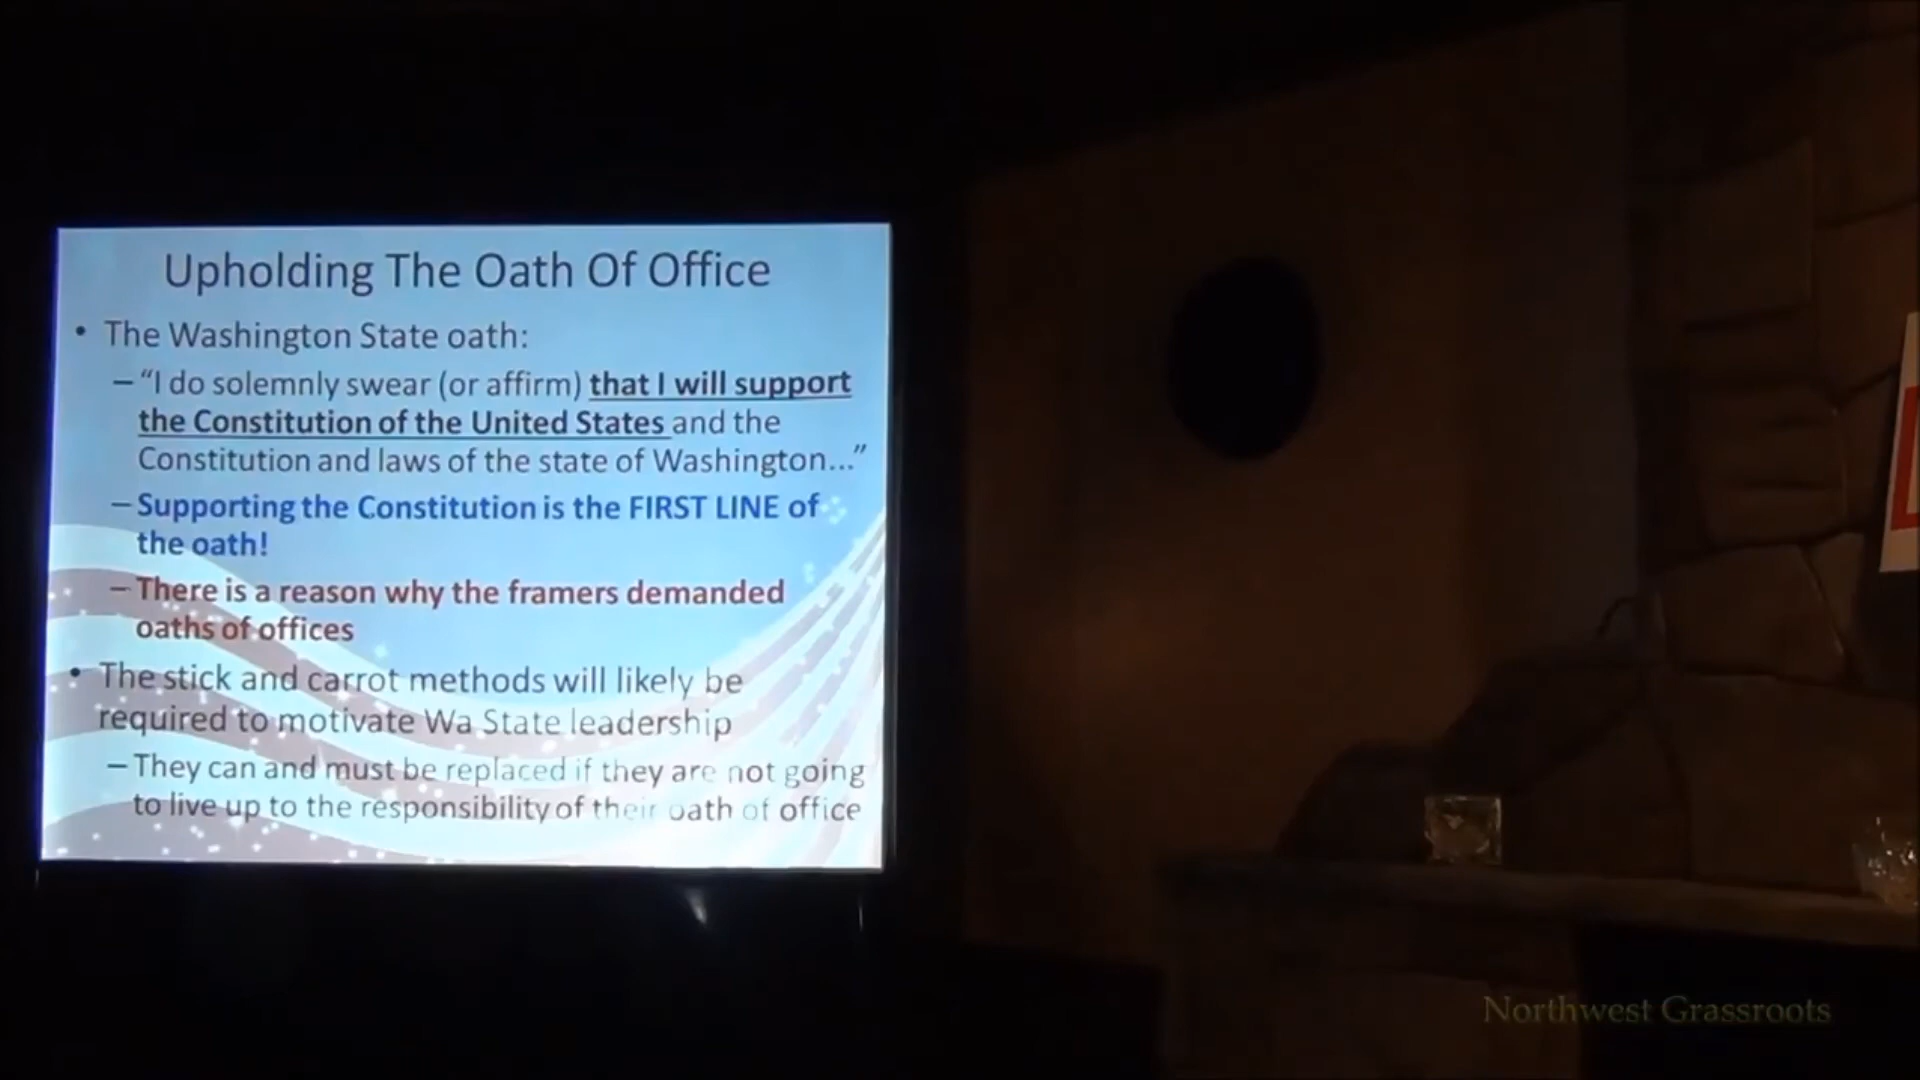 Upholding The Oath Of Office
• The Washington State oath:
– “I do solemnly swear (or affirm) that I will support
the Constitution of the United States and the
Constitution and laws of the state of Washington...”
– Supporting the Constitution is the FIRST LINE of
the oath!
– There is a reason why the framers demanded
oaths of offices
• The stick and carrot methods will likely be
required to motivate Wa State leadership
– They can and must be replaced if they are not going
to live up to the responsibility of their oath of office
Northwest Grassroots